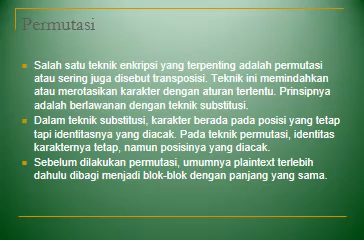 Permutasi
Salah satu teknik enkripsi yang terpenting adalah permutasi
atau sering juga disebut transposisi. Teknik ini memindahkan
atau merotasikan karakter dengan aturan tertentu. Prinsipnya
adalah berlawanan dengan teknik substitusi.
Dalam teknik substitusi, karakter berada pada posisi yang tetap
tapi identitasnya yang diacak. Pada teknik permutasi, identitas
karakternya tetap, namun posisinya yang diacak.
Sebelum dilakukan permutasi, umumnya plaintext terlebih
dahulu dibagi menjadi blok-blok dengan panjang yang sama.